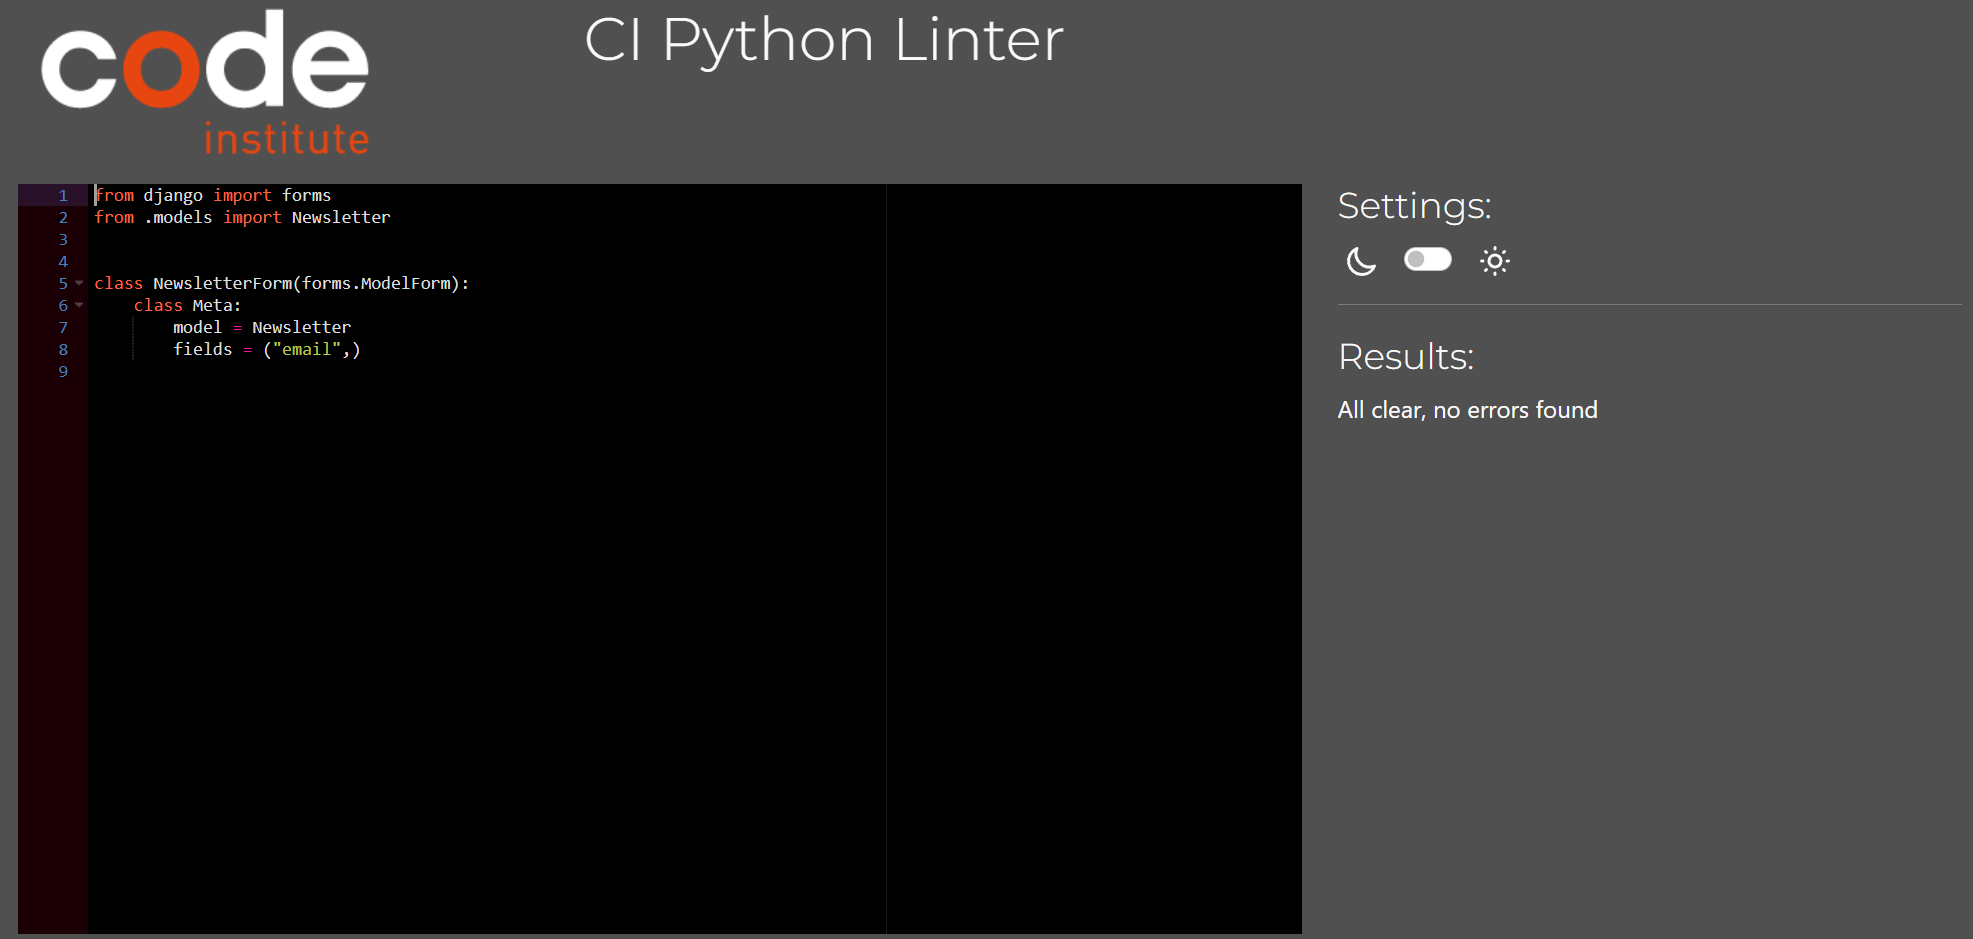 code
institute
CI Python Linter
1 from django import forms
2 from .models import Newsletter
3
4
5 class NewsletterForm(forms.ModelForm):
6     class Meta:
7         model = Newsletter
8         fields = ("email",)
9
Settings:
Results:
All clear, no errors found